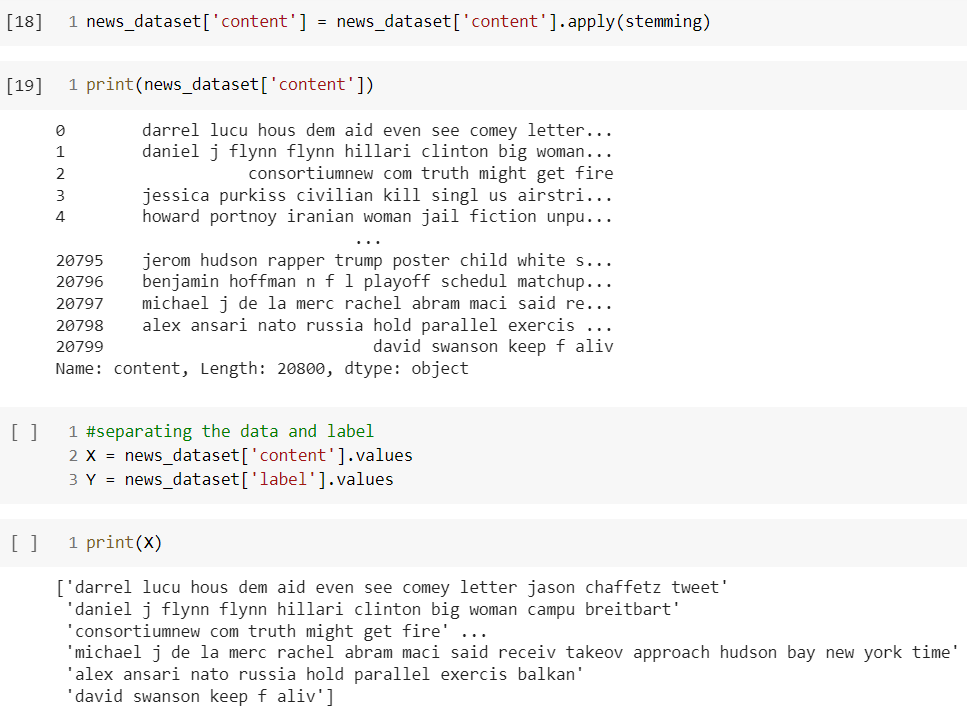 [18] 1 news_dataset['content'] = news_dataset['content'].apply(stemming)
[19] 1 print(news_dataset['content'])
0 darrel lucu hous dem aid even see comey letter...
1 daniel j flynn flynn hillari clinton big woman...
2 consortiumnew com truth might get fire
3 jessica purkiss civilian kill singl us airstri...
4 howard portnoy iranian woman jail fiction unpu...
...
20795 jerom hudson rapper trump poster child white s...
20796 benjamin hoffman n f l playoff schedul matchup...
20797 michael j de la merc rachel abram maci said re...
20798 alex ansari nato russia hold parallel exercis ...
20799 david swanson keep f aliv
Name: content, Length: 20800, dtype: object
[ ] 1 #separating the data and label
2 X = news_dataset['content'].values
3 Y = news_dataset['label'].values
[ ] 1 print(X)
['darrel lucu hous dem aid even see comey letter jason chaffetz tweet'
'daniel j flynn flynn hillari clinton big woman campu breitbart'
'consortiumnew com truth might get fire' ...
'michael j de la merc rachel abram maci said receiv takeov approach hudson bay new york time'
'alex ansari nato russia hold parallel exercis balkan'
'david swanson keep f aliv']